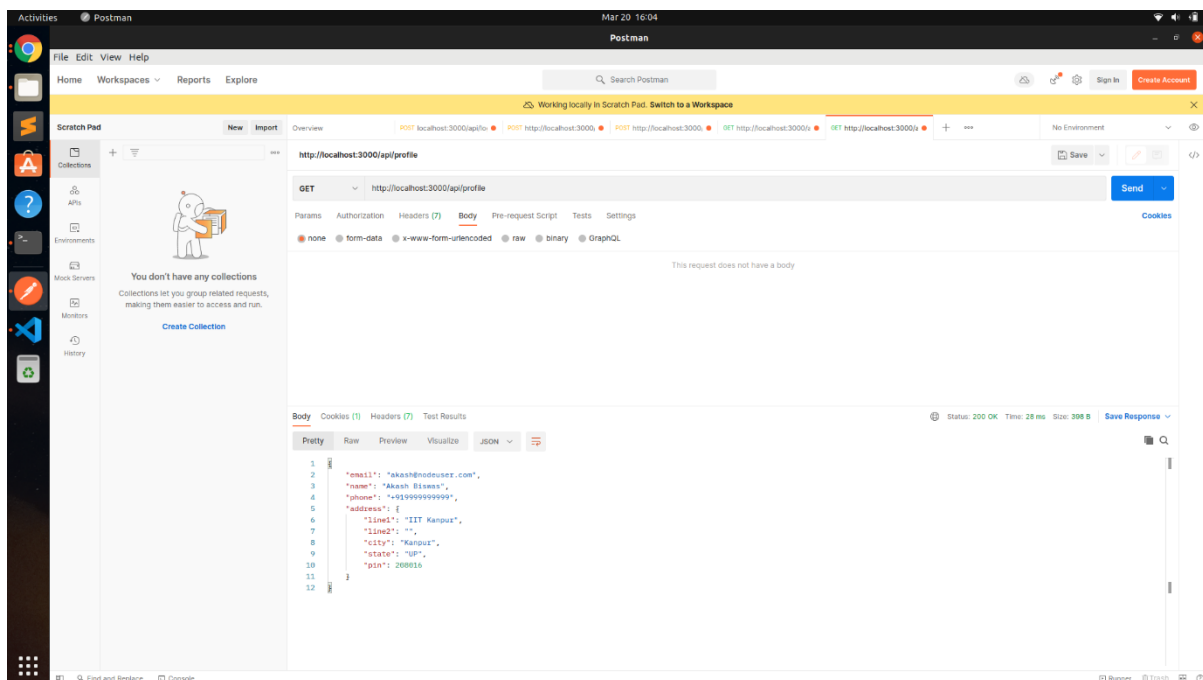 Activities Postman Mar 20 16:04
Postman
File Edit View Help
Home Workspaces Reports Explore Search Postman Sign In Create Account
Working locally in Scratch Pad. Switch to a Workspace
Scratch Pad New Import Overview POST localhost:3000/api/lo POST http://localhost:3000, POST http://localhost:3000, GET http://localhost:3000/a GET http://localhost:3000/a No Environment
Collections
http://localhost:3000/api/profile Save
APIs
GET http://localhost:3000/api/profile Send
Params Authorization Headers (7) Body Pre-request Script Tests Settings Cookies
Environments
none form-data x-www-form-urlencoded raw binary GraphQL
This request does not have a body
Mock Servers
Monitors
History
You don't have any collections
Collections let you group related requests,
making them easier to access and run.
Create Collection
Body Cookies (1) Headers (7) Test Results Status: 200 OK Time: 28 ms Size: 398 B Save Response
Pretty Raw Preview Visualize JSON
1 {
2 "email": "akash@nodeuser.com",
3 "name": "Akash Biswas",
4 "phone": "+919999999999",
5 "address": {
6 "line1": "IIT Kanpur",
7 "line2": "",
8 "city": "Kanpur",
9 "state": "UP",
10 "pin": 208016
11 }
12 }
Find and Replace Console Runner Trash